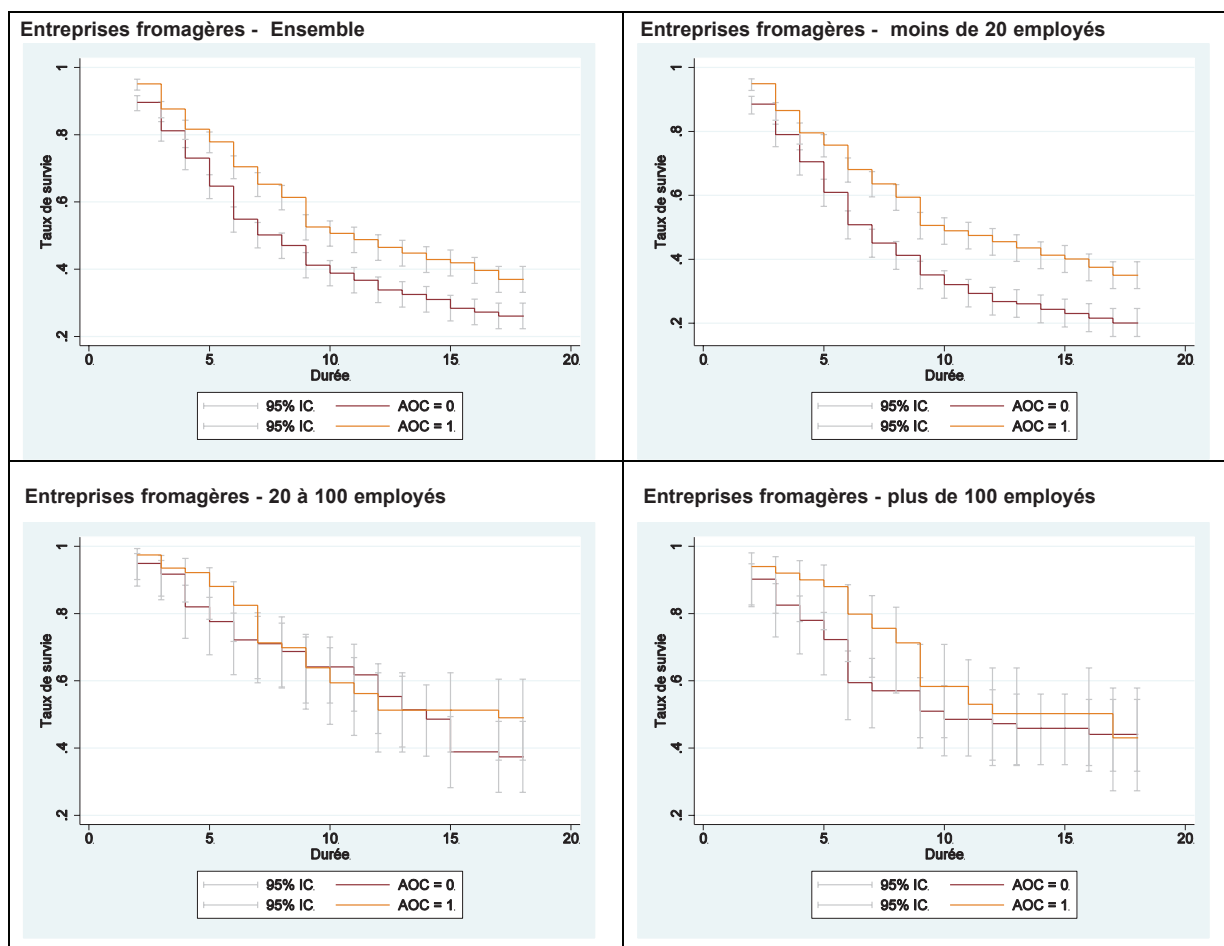 Entreprises fromagères - Ensemble
Taux de survie
1
.8
.6
.4
.2
0.
5.
10.
15.
20.
Durée.
95% IC.
AOC = 0.
95% IC.
AOC = 1.
Entreprises fromagères - moins de 20 employés
Taux de survie
1
.8
.6
.4
.2
0.
5.
10.
15.
20.
Durée.
95% IC.
AOC = 0.
95% IC.
AOC = 1.
Entreprises fromagères - 20 à 100 employés
Taux de survie
1
.8
.6
.4
.2
0.
5.
10.
15.
20.
Durée.
95% IC.
AOC = 0.
95% IC.
AOC = 1.
Entreprises fromagères - plus de 100 employés
Taux de survie
1
.8
.6
.4
.2
0.
5.
10.
15.
20.
Durée.
95% IC.
AOC = 0.
95% IC.
AOC = 1.